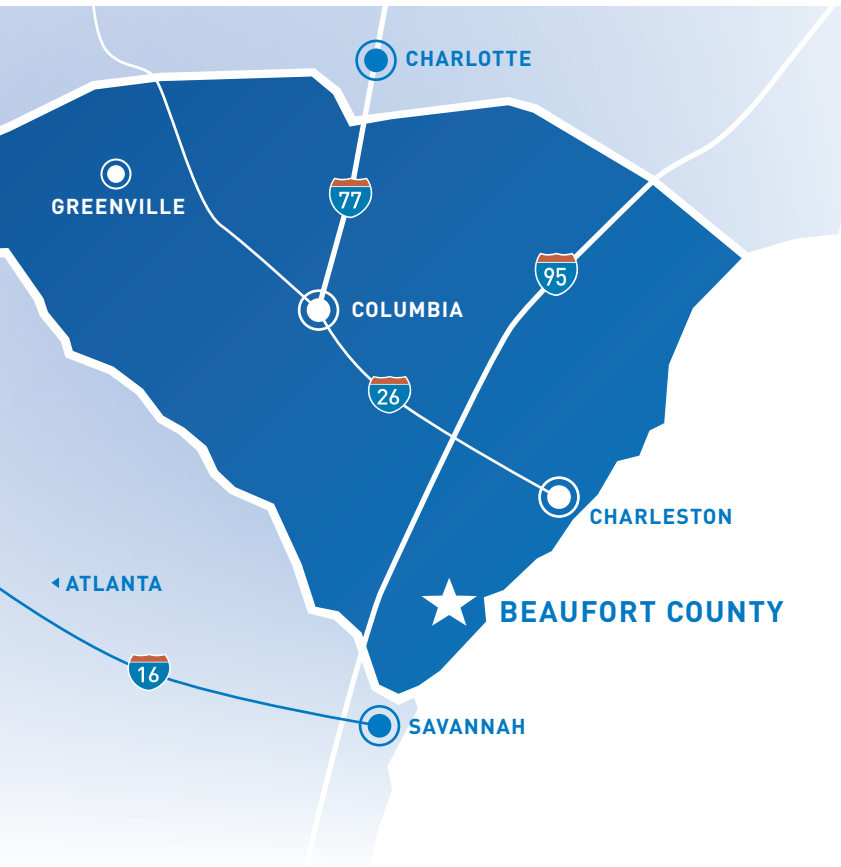 CHARLOTTE
GREENVILLE
77
95
COLUMBIA
26
CHARLESTON
ATLANTA
BEAUFORT COUNTY
16
SAVANNAH